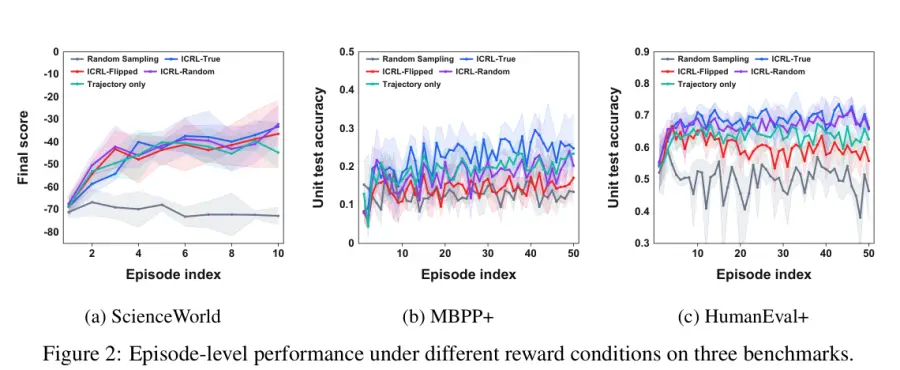 Random Sampling ICRL-True
ICRL-Flipped ICRL-Random
Trajectory only
0
-10
-20
-30
-40
-50
-60
-70
-80
Final score
2 4 6 8 10
Episode index
(a) ScienceWorld
Random Sampling ICRL-True
ICRL-Flipped ICRL-Random
Trajectory only
0.5
0.4
0.3
0.2
0.1
0
Unit test accuracy
10 20 30 40 50
Episode index
(b) MBPP+
Random Sampling ICRL-True
ICRL-Flipped ICRL-Random
Trajectory only
0.9
0.8
0.7
0.6
0.5
0.4
0.3
Unit test accuracy
10 20 30 40 50
Episode index
(c) HumanEval+
Figure 2: Episode-level performance under different reward conditions on three benchmarks.